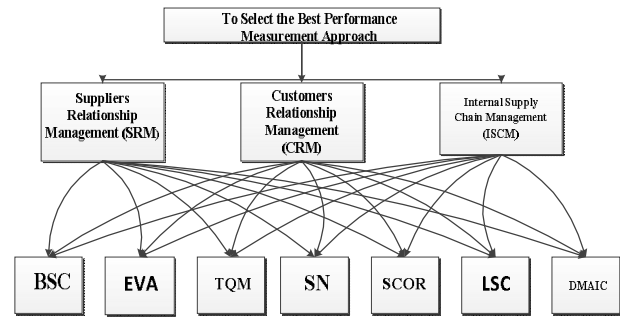 To Select the Best Performance
Measurement Approach
Suppliers
Relationship
Management (SRM)
Customers
Relationship
Management
(CRM)
Internal Supply
Chain Management
(ISCM)
BSC
EVA
TQM
SN
SCOR
LSC
DMAIC